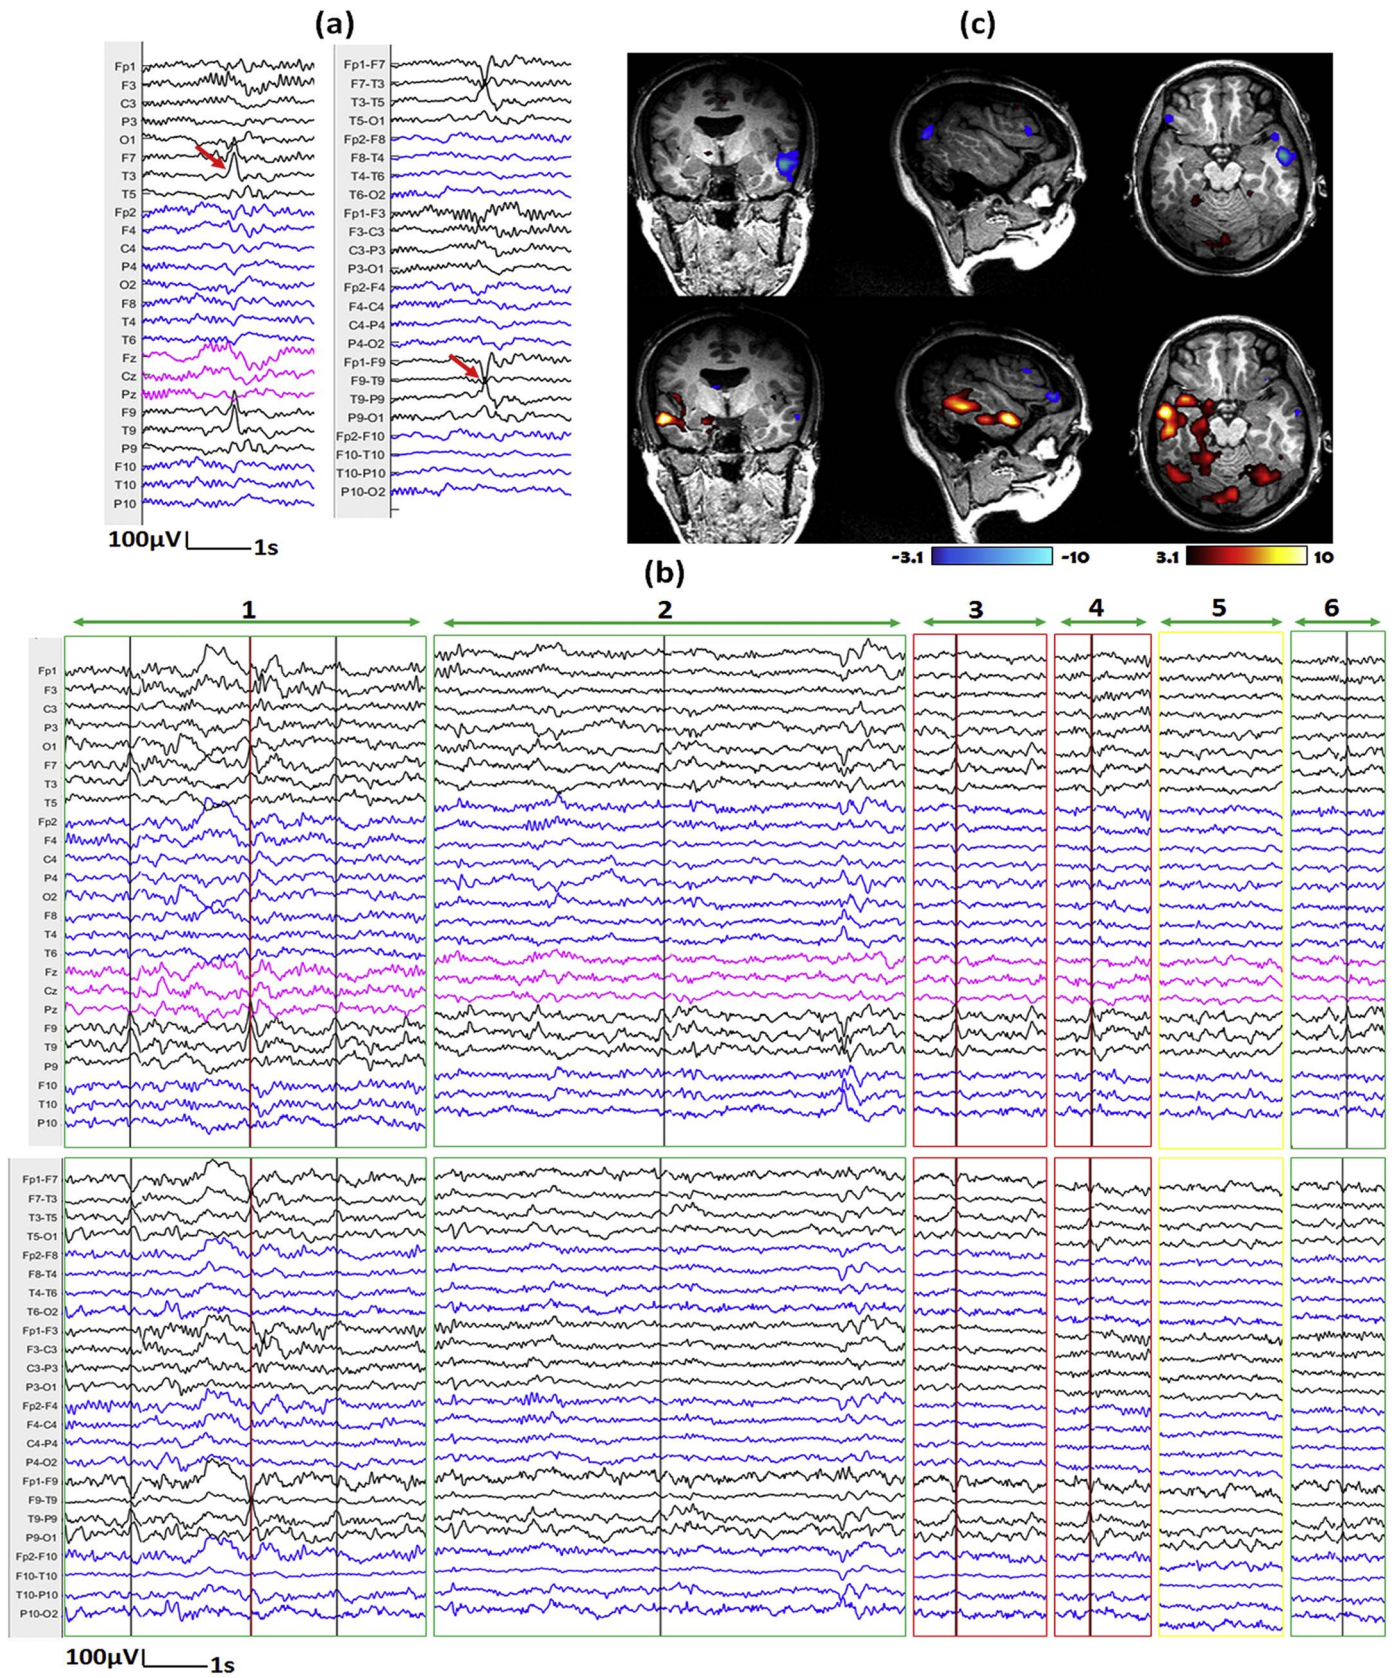 (a)
Fp1
F3
C3
P3
O1
F7
T3
T5
Fp2
F4
C4
P4
O2
F8
T4
T6
Fz
Cz
Pz
F9
T9
P9
F10
T10
P10
Fp1-F7
F7-T3
T3-T5
T5-O1
Fp2-F8
F8-T4
T4-T6
T6-O2
Fp1-F3
F3-C3
C3-P3
P3-O1
Fp2-F4
F4-C4
C4-P4
P4-O2
Fp1-F9
F9-T9
T9-P9
P9-O1
Fp2-F10
F10-T10
T10-P10
P10-O2
100µV
1s
(c)
-3.1 -10
3.1 10
(b)
1 2 3 4 5 6
Fp1
F3
C3
P3
O1
F7
T3
T5
Fp2
F4
C4
P4
O2
F8
T4
T6
Fz
Cz
Pz
F9
T9
P9
F10
T10
P10
Fp1-F7
F7-T3
T3-T5
T5-O1
Fp2-F8
F8-T4
T4-T6
T6-O2
Fp1-F3
F3-C3
C3-P3
P3-O1
Fp2-F4
F4-C4
C4-P4
P4-O2
Fp1-F9
F9-T9
T9-P9
P9-O1
Fp2-F10
F10-T10
T10-P10
P10-O2
100µV
1s